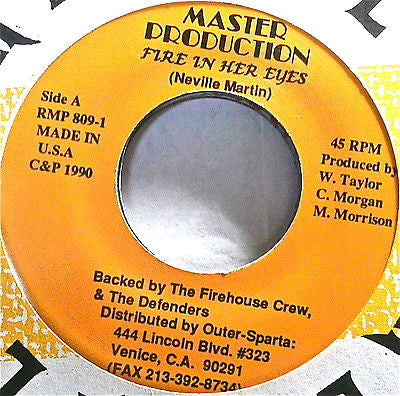 MASTER
PRODUCTION
FIRE IN HER EYES
(Neville Martin)
Side A
RMP 809-1
MADE IN
U.S.A
C&P 1990
45 RPM
Produced by
W. Taylor
C. Morgan
M. Morrison
Backed by The Firehouse Crew,
& The Defenders
Distributed by Outer-Sparta:
444 Lincoln Blvd. #323
Venice, C.A. 90291
(FAX 213-392-8734)